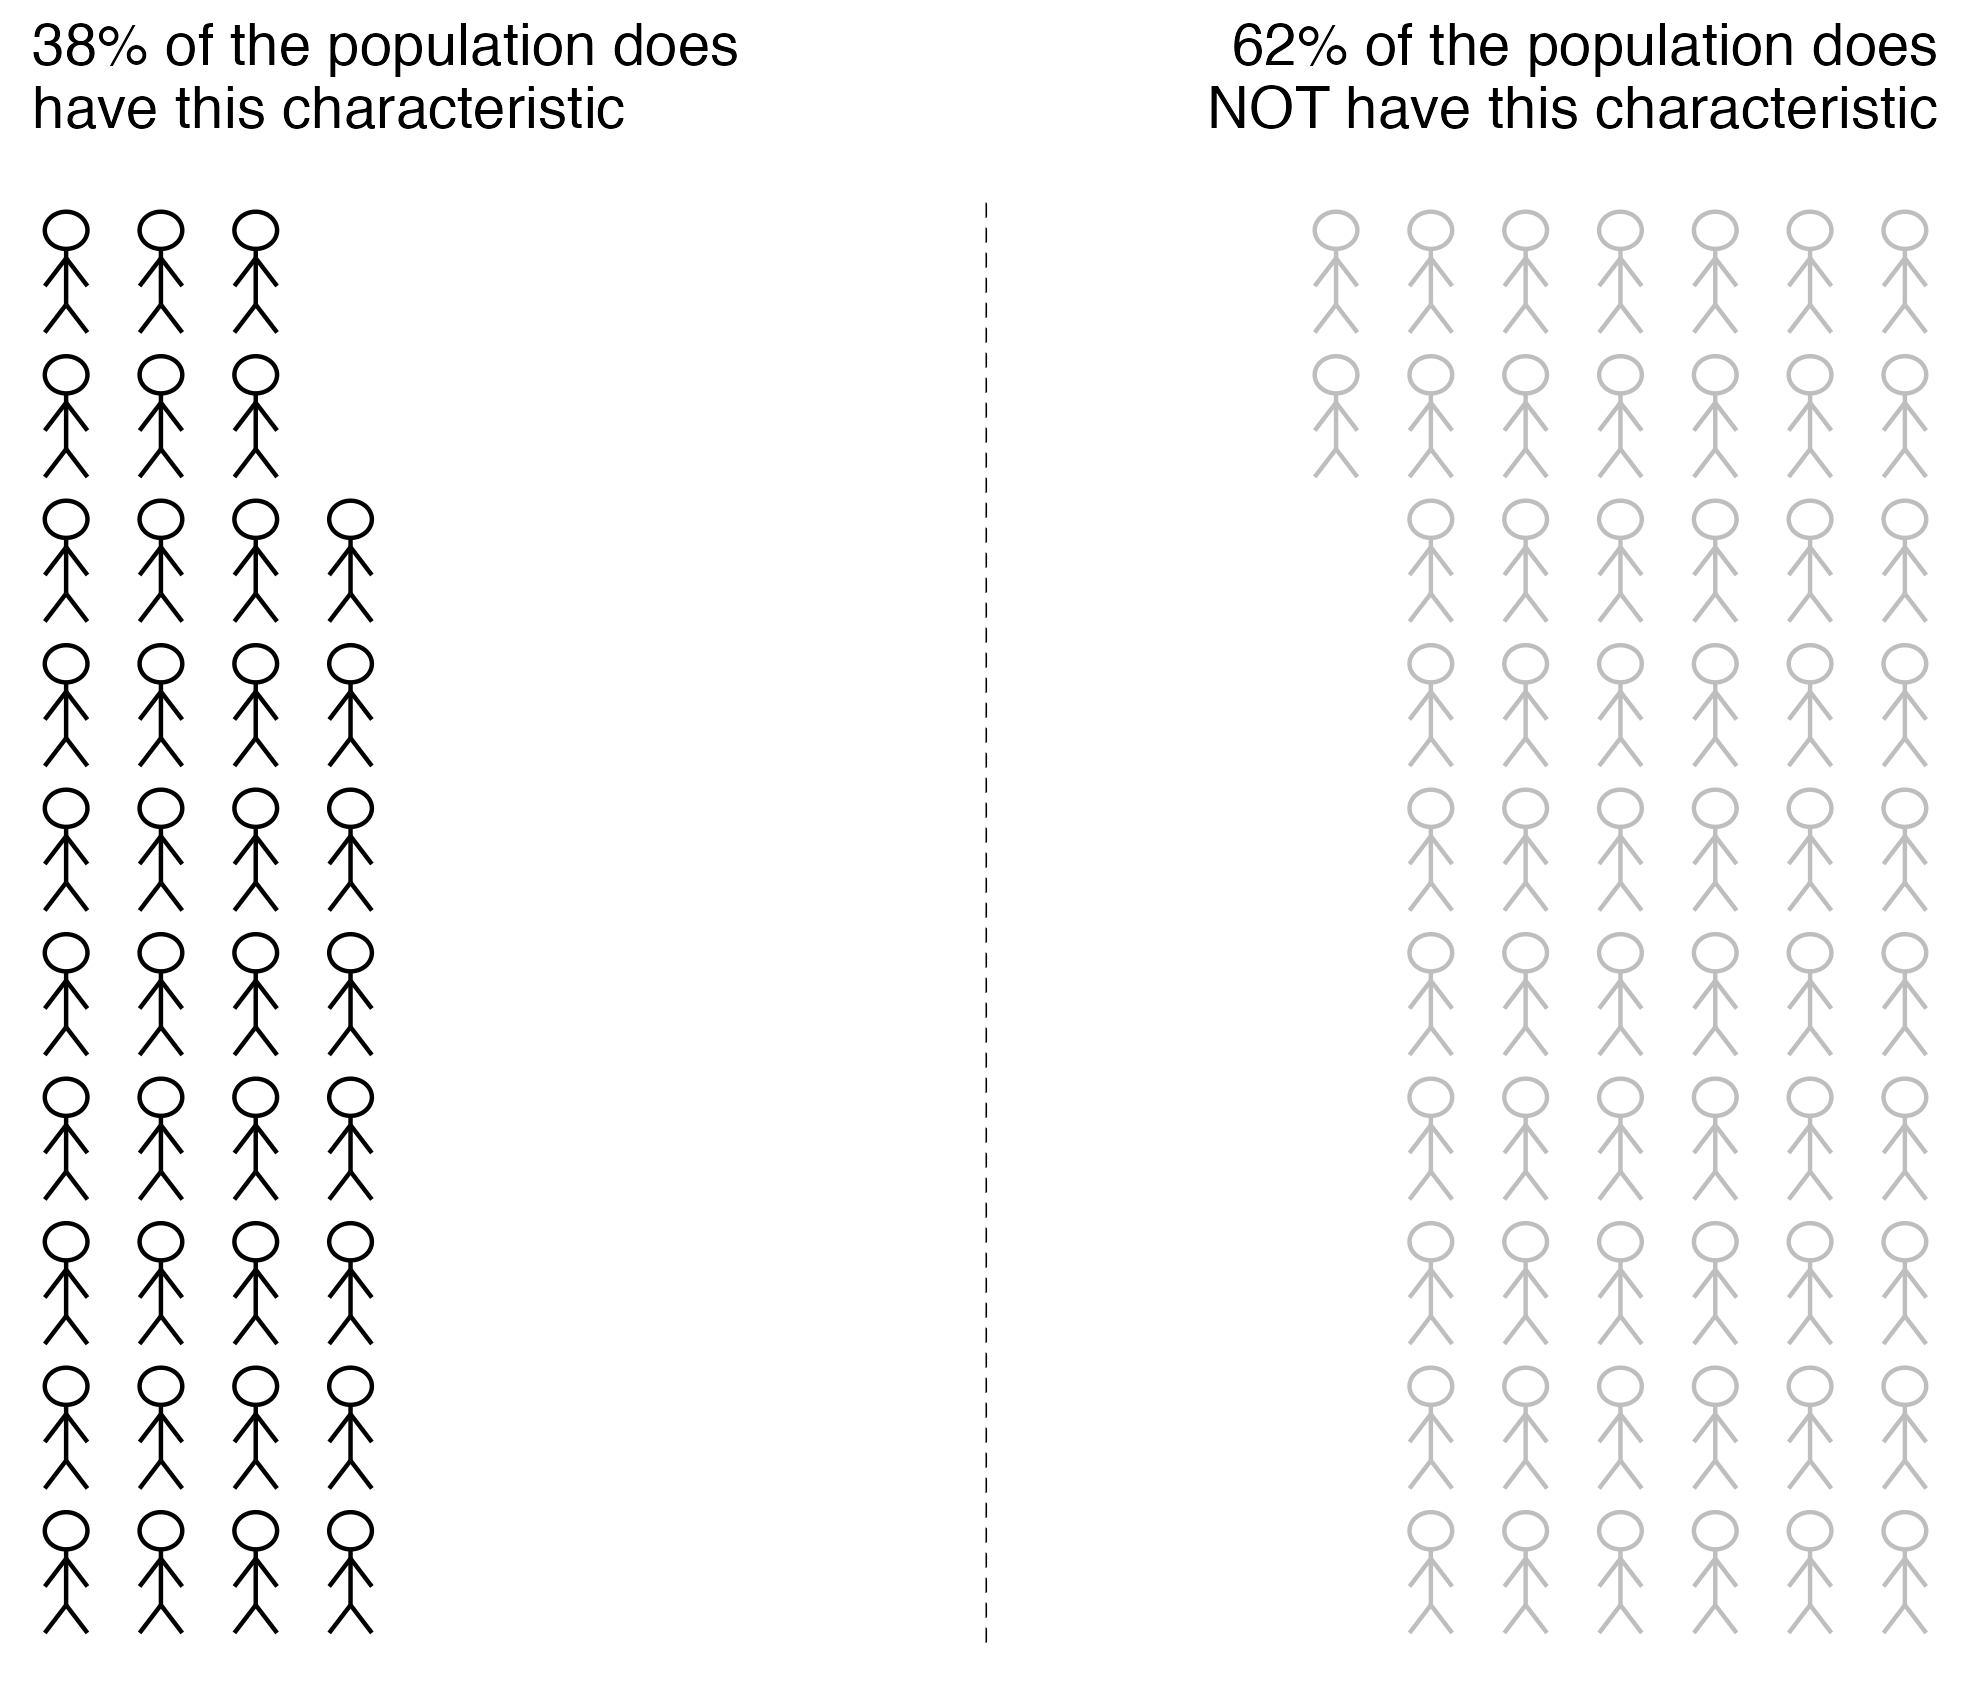 38% of the population does
have this characteristic
62% of the population does
NOT have this characteristic